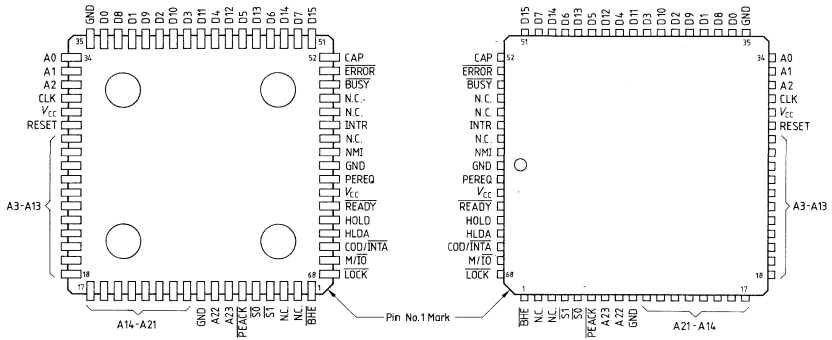 GND D0 D8 D1 D9 D2 D10 D3 D11 D4 D12 D5 D13 D6 D14 D7 D15
35 51
34 52
A0
A1
A2
CLK
VCC
RESET
A3-A13
18 68
17 1
CAP
ERROR
BUSY
N.C.
N.C.
INTR
N.C.
NMI
GND
PEREQ
VCC
READY
HOLD
HLDA
COD/INTA
M/IO
LOCK
A14-A21
GND A22 A23 PEACK S0 S1 N.C. N.C. BHE
Pin No.1 Mark
D15 D7 D14 D6 D13 D5 D12 D4 D11 D3 D10 D2 D9 D1 D8 D0 GND
51 35
52 34
CAP
ERROR
BUSY
N.C.
N.C.
INTR
N.C.
NMI
GND
PEREQ
VCC
READY
HOLD
HLDA
COD/INTA
M/IO
LOCK
68 18
1 17
A0
A1
A2
CLK
VCC
RESET
A3-A13
BHE N.C. N.C. S1 S0 PEACK A23 A22 GND
A21-A14